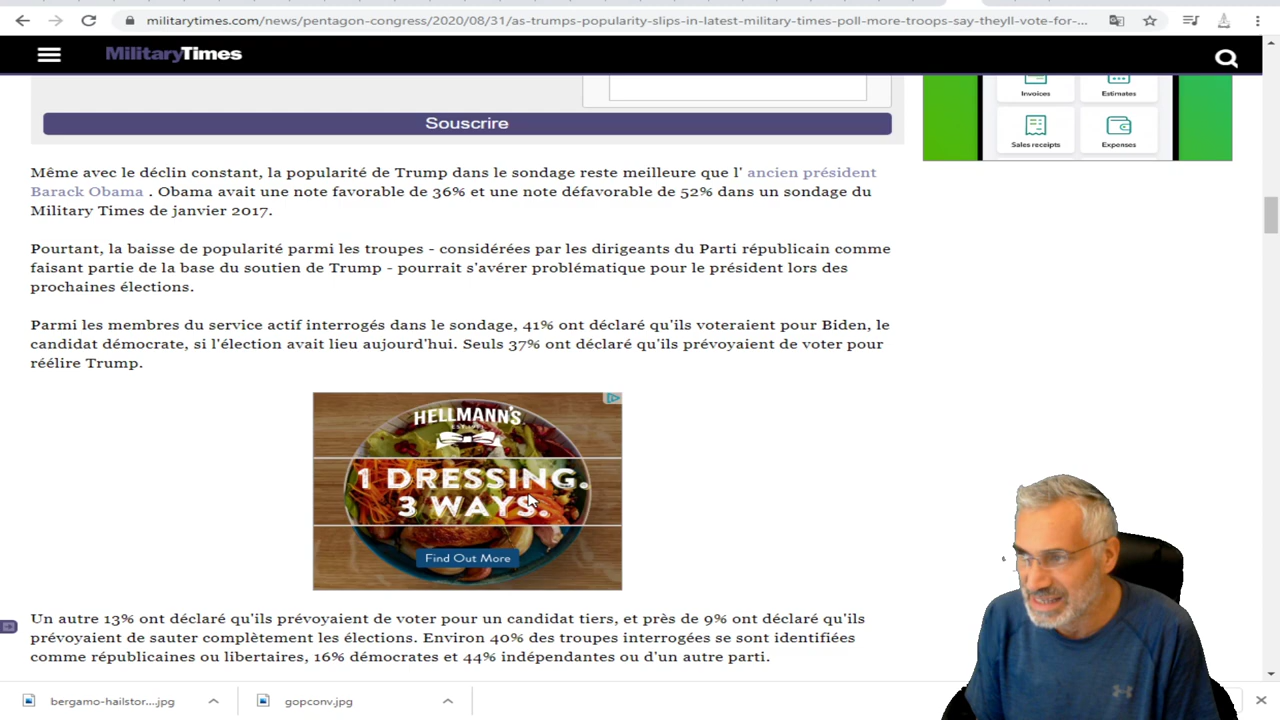 militarytimes.com/news/pentagon-congress/2020/08/31/as-trumps-popularity-slips-in-latest-military-times-poll-more-troops-say-theyll-vote-for-...
MilitaryTimes
Invoices
Estimates
Sales receipts
Expenses
Souscrire
Même avec le déclin constant, la popularité de Trump dans le sondage reste meilleure que l' ancien président
Barack Obama . Obama avait une note favorable de 36% et une note défavorable de 52% dans un sondage du
Military Times de janvier 2017.
Pourtant, la baisse de popularité parmi les troupes - considérées par les dirigeants du Parti républicain comme
faisant partie de la base du soutien de Trump - pourrait s'avérer problématique pour le président lors des
prochaines élections.
Parmi les membres du service actif interrogés dans le sondage, 41% ont déclaré qu'ils voteraient pour Biden, le
candidat démocrate, si l'élection avait lieu aujourd'hui. Seuls 37% ont déclaré qu'ils prévoyaient de voter pour
réélire Trump.
HELLMANN'S
1 DRESSING.
3 WAYS.
Find Out More
Un autre 13% ont déclaré qu'ils prévoyaient de voter pour un candidat tiers, et près de 9% ont déclaré qu'ils
prévoyaient de sauter complètement les élections. Environ 40% des troupes interrogées se sont identifiées
comme républicaines ou libertaires, 16% démocrates et 44% indépendantes ou d'un autre parti.
bergamo-hailstor....jpg
gopconv.jpg